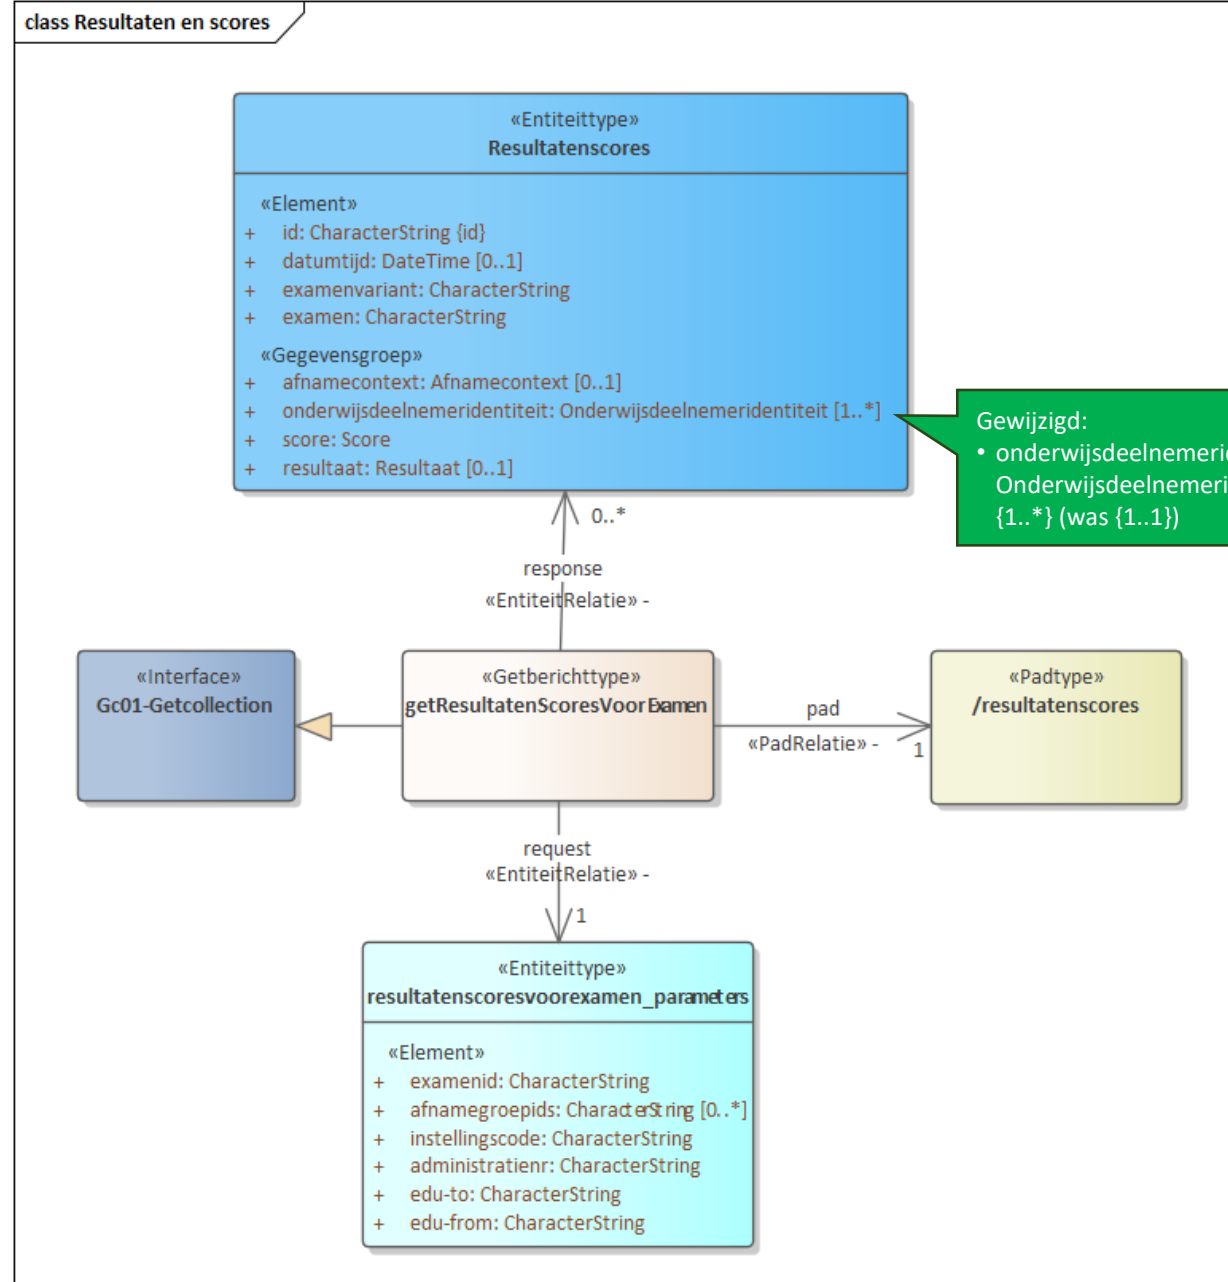 class Resultaten en scores
«Entiteittype»
Resultatenscores
«Element»
+ id: CharacterString {id}
+ datumtijd: DateTime [0..1]
+ examenvariant: CharacterString
+ examen: CharacterString
«Gegevensgroep»
+ afnamecontext: Afnamecontext [0..1]
+ onderwijsdeelnemeridentiteit: Onderwijsdeelnemeridentiteit [1..*]
+ score: Score
+ resultaat: Resultaat [0..1]
Gewijzigd:
•
{1..*} (was {1..1})
0..*
response
«EntiteitRelatie» -
«Interface»
Gc01-Getcollection
«Getberichttype»
getResultatenScoresVoorExamen
pad
«PadRelatie» -
1
«Padtype»
/resultatenscores
request
«EntiteitRelatie» -
1
«Entiteittype»
resultatenscoresvoorexamen_parameters
«Element»
+ examenid: CharacterString
+ afnamegroepids: CharacterString [0..*]
+ instellingscode: CharacterString
+ administratienr: CharacterString
+ edu-to: CharacterString
+ edu-from: CharacterString